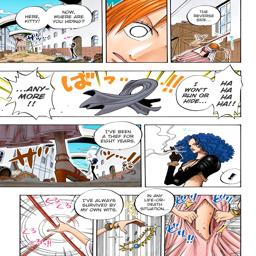 HERE,
KITTY!
NOW,
WHERE ARE
YOU HIDING?
THE
REVERSE
SIDE...
...ANY-
MORE
!!
ばっ
I
WON'T
RUN OR
HIDE...
HA
HA
HA
HA!!
I'VE BEEN A
THIEF FOR
EIGHT YEARS.
I'VE
ALWAYS
SURVIVED
BY MY
OWN WITS.
IN ANY
LIFE-OR-
DEATH
SITUATION...